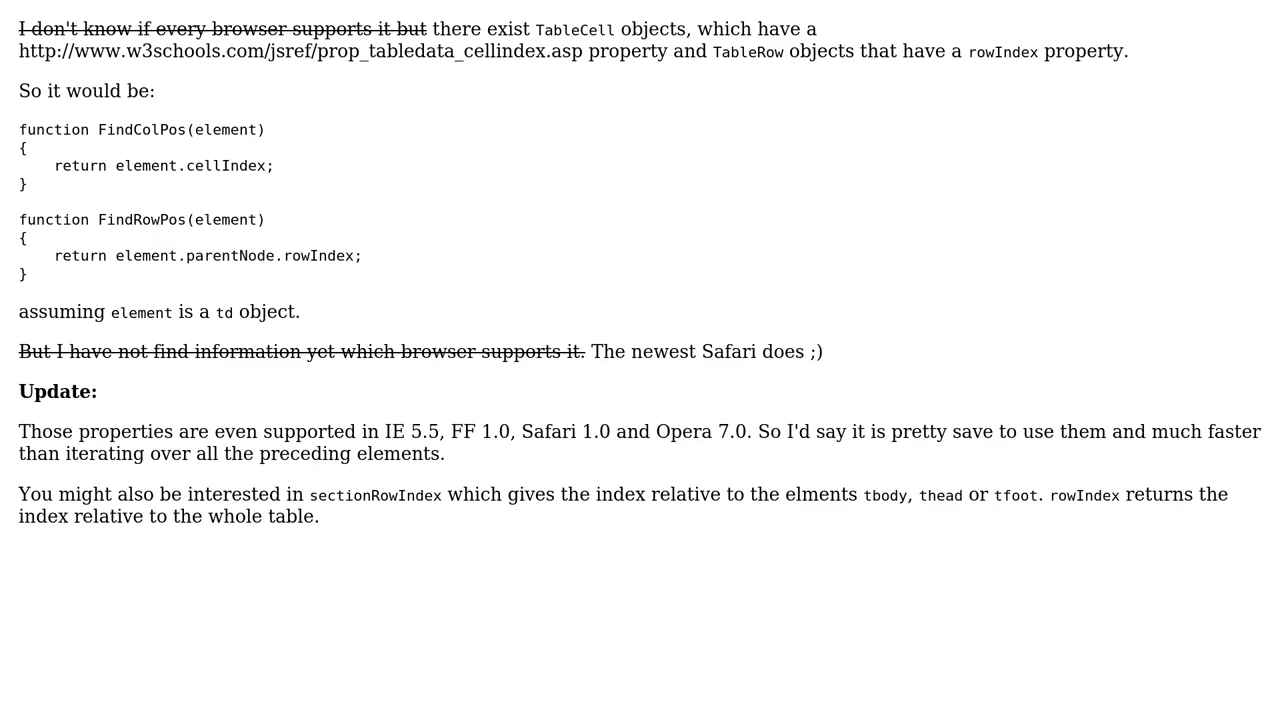 I don't know if every browser supports it but there exist TableCell objects, which have a
http://www.w3schools.com/jsref/prop_tabledata_cellindex.asp property and TableRow objects that have a rowIndex property.
So it would be:
function FindColPos(element)
{
    return element.cellIndex;
}
function FindRowPos(element)
{
    return element.parentNode.rowIndex;
}
assuming element is a td object.
But I have not find information yet which browser supports it. The newest Safari does ;)
Update:
Those properties are even supported in IE 5.5, FF 1.0, Safari 1.0 and Opera 7.0. So I'd say it is pretty save to use them and much faster
than iterating over all the preceding elements.
You might also be interested in sectionRowIndex which gives the index relative to the elments tbody, thead or tfoot. rowIndex returns the
index relative to the whole table.